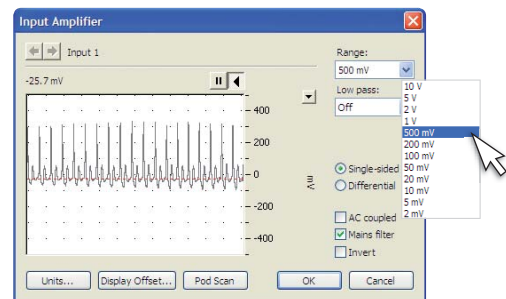 Input Amplifier
Input 1
-25.7 mV
400
200
0
-200
-400
mV
Range:
500 mV
Low pass:
Off
10 V
5 V
2 V
1 V
500 mV
200 mV
100 mV
50 mV
20 mV
10 mV
5 mV
2 mV
Single-sided
Differential
AC coupled
Mains filter
Invert
Units... Display Offset... Pod Scan OK Cancel